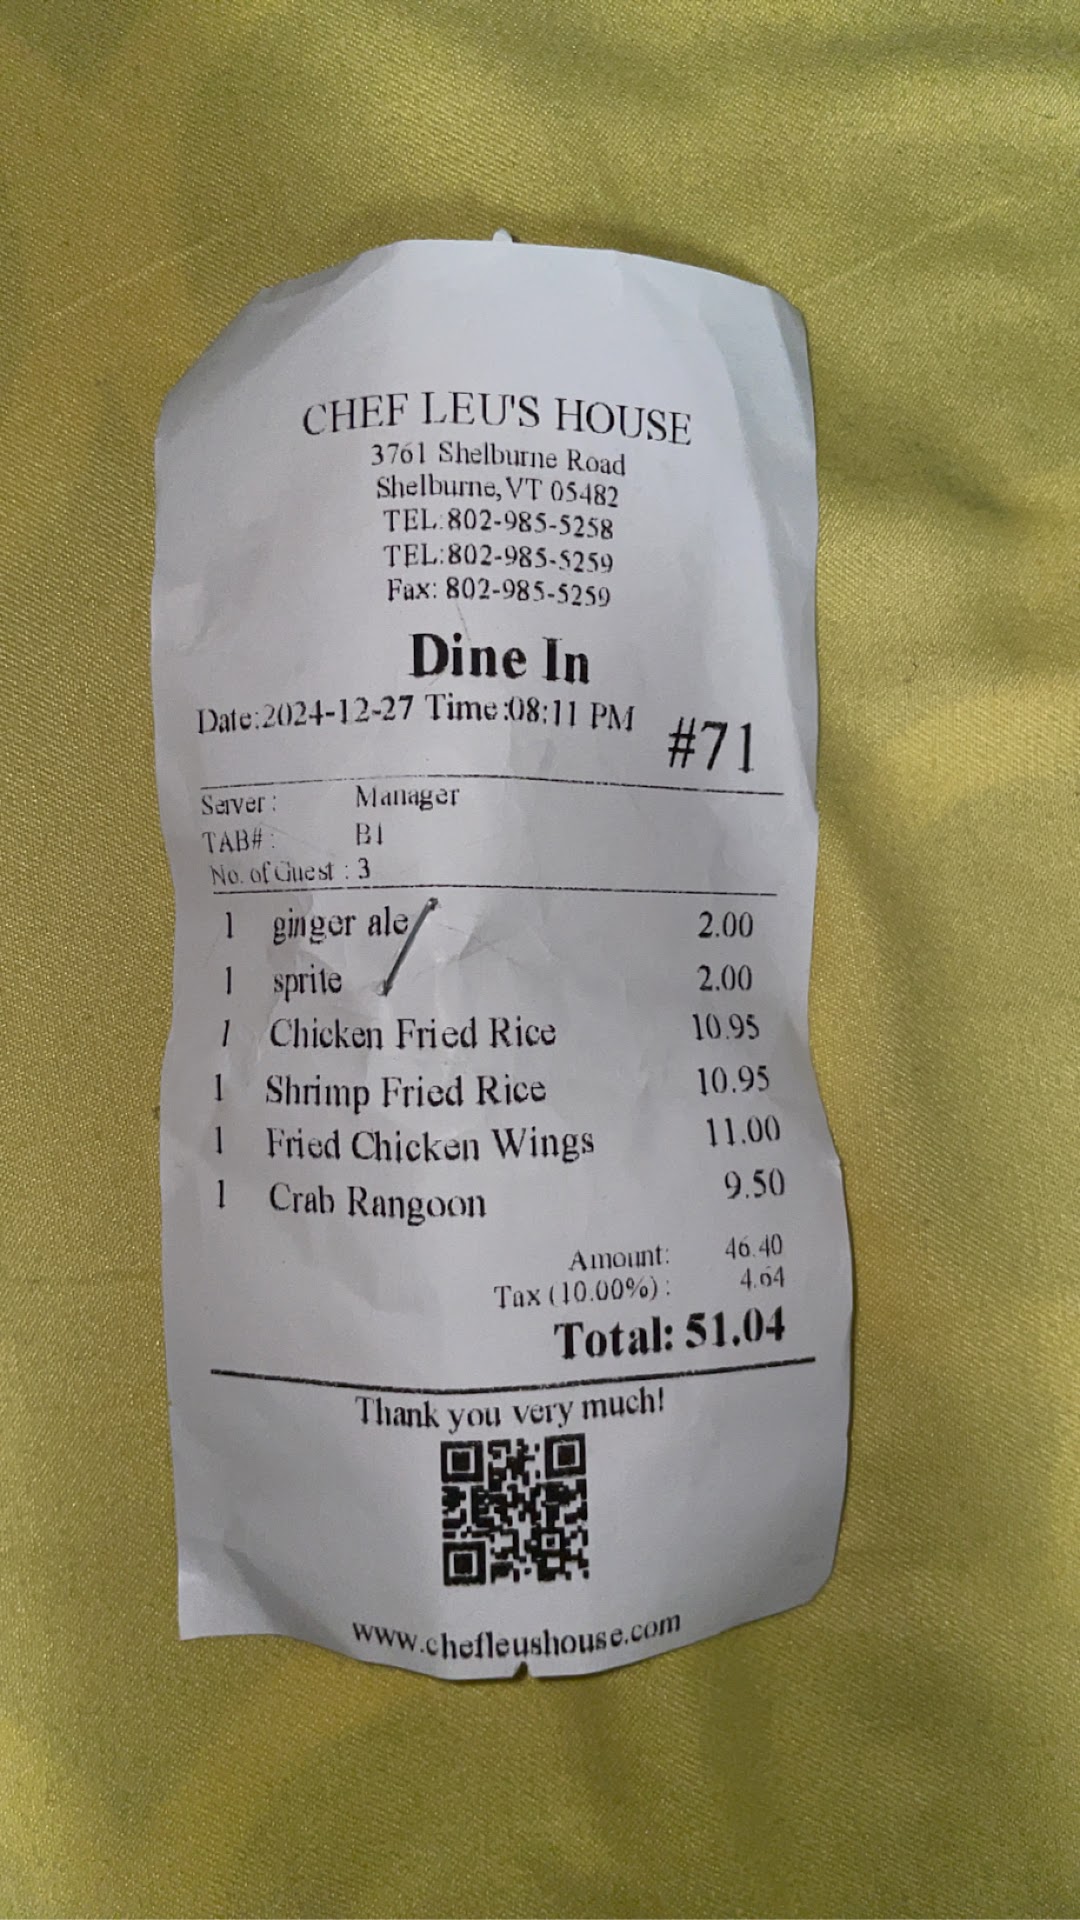 CHEF LEU'S HOUSE
3761 Shelburne Road
Shelburne, VT 05482
TEL:802-985-5258
TEL:802-985-5259
Fax: 802-985-5259
Dine In
Date:2024-12-27 Time:08:11 PM #71
Server : Manager
TAB# : B1
No. of Guest : 3
1 ginger ale 2.00
1 sprite 2.00
1 Chicken Fried Rice 10.95
1 Shrimp Fried Rice 10.95
1 Fried Chicken Wings 11.00
1 Crab Rangoon 9.50
Amount: 46.40
Tax (10.00%) : 4.64
Total: 51.04
Thank you very much!
www.chefleushouse.com